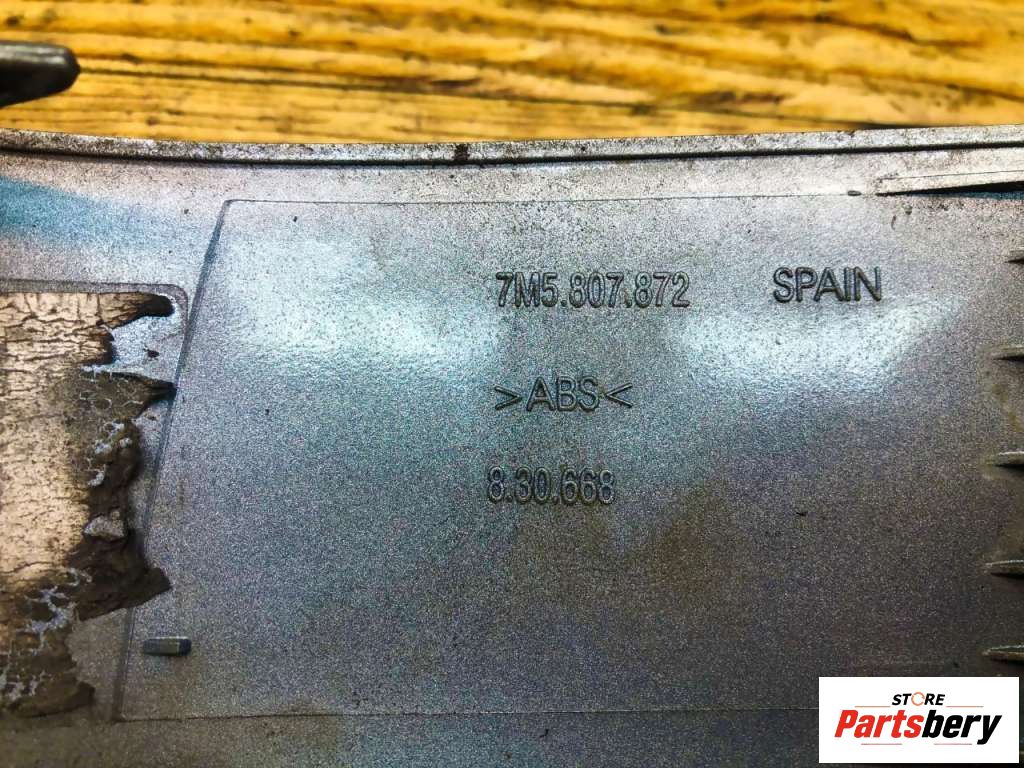 7M5.807.872 SPAIN
>ABS<
8.30.668
STORE
Partsbery